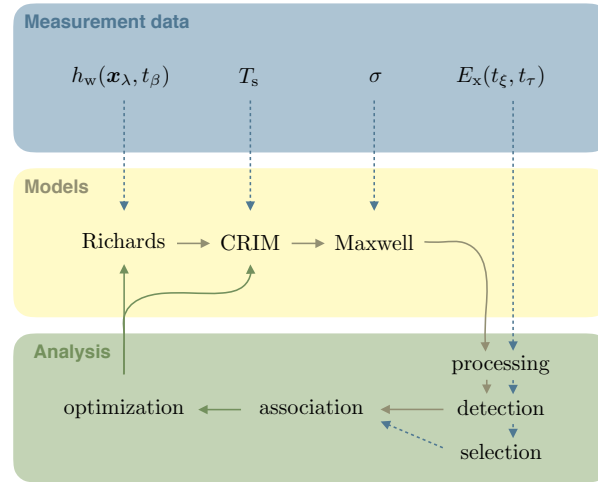 Measurement data
h_w(x_λ, t_β) T_s σ E_x(t_ξ, t_τ)
Models
Richards CRIM Maxwell
Analysis
processing
optimization association detection
selection